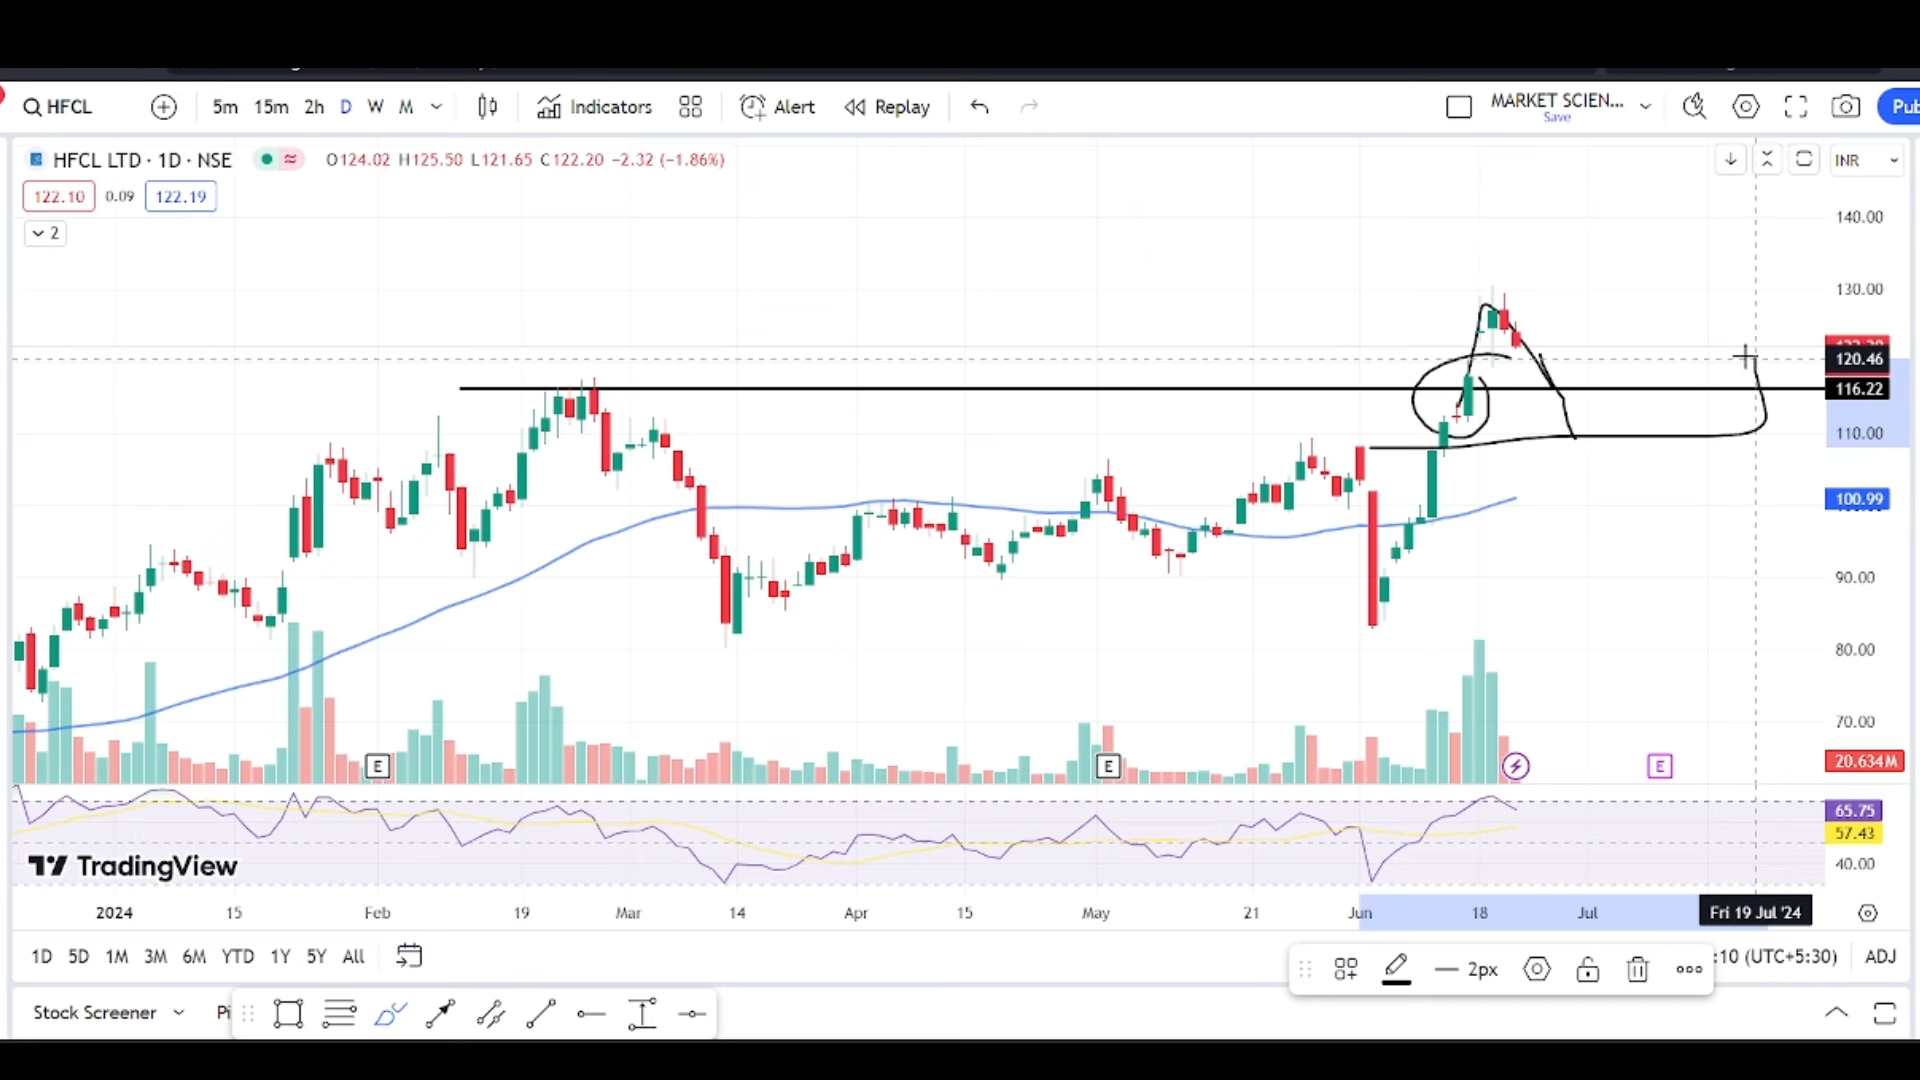 HFCL 5m 15m 2h D W M Indicators Alert Replay MARKET SCIEN... Pub
Save
HFCL LTD · 1D · NSE O124.02 H125.50 L121.65 C122.20 −2.32 (−1.86%) INR
122.10 0.09 122.19
2
140.00
130.00
120.46
116.22
110.00
100.99
90.00
80.00
70.00
E E E 20.634M
65.75
57.43
40.00
TradingView
2024 15 Feb 19 Mar 14 Apr 15 May 21 Jun 18 Jul Fri 19 Jul '24
1D 5D 1M 3M 6M YTD 1Y 5Y All 2px :10 (UTC+5:30) ADJ
Stock Screener Pi